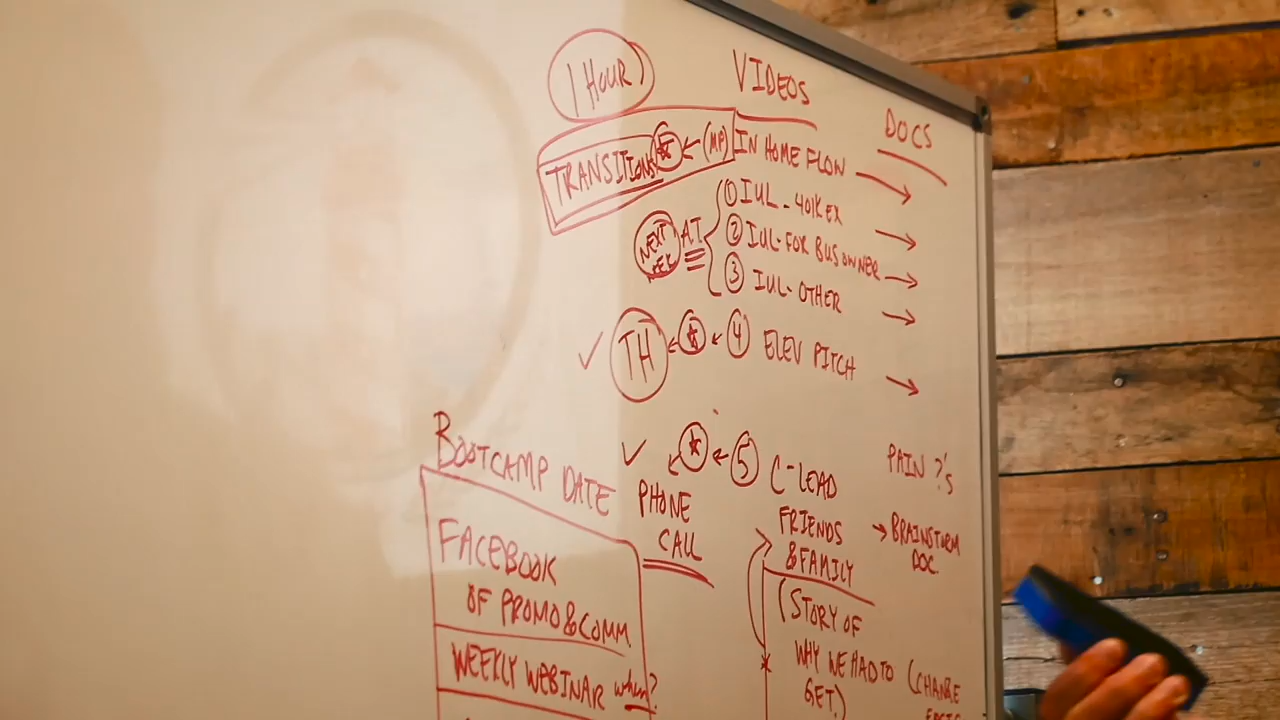 1 HOUR
VIDEOS
DOCS
TRANSITIONS ← (MP) IN HOME FLOW →
① IUL - 401K EX →
NEXT AT ② IUL - FOR BUS OWNER →
③ IUL - OTHER →
✓ TH ← ④ ELEV PITCH →
✓ ← ⑤ C-LEAD
PAIN ?'S
PHONE
CALL
FRIENDS
& FAMILY
→ BRAINSTORM
DOC
(STORY OF
WHY WE HAD TO
GET)
(CHANGE
BOOTCAMP DATE
FACEBOOK
OF PROMO & COMM
WEEKLY WEBINAR when?